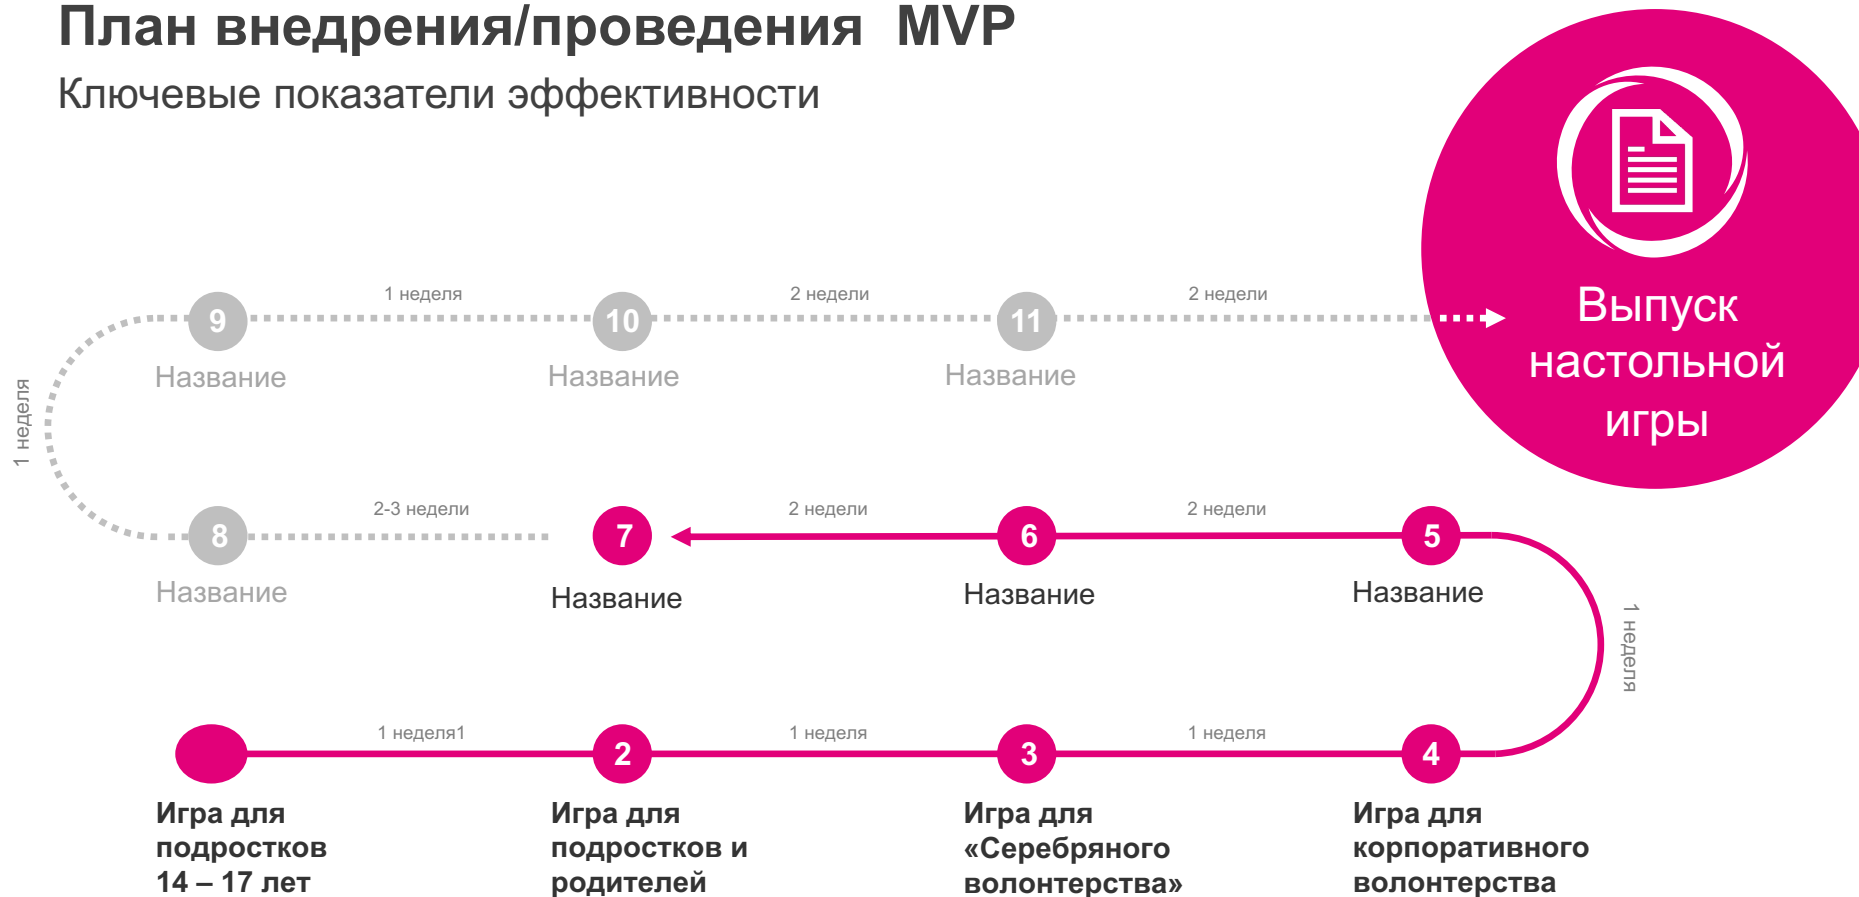 План внедрения/проведения MVP
Ключевые показатели эффективности
Выпуск
настольной
игры
1 неделя
2 недели
2 недели
9
10
11
Название
Название
Название
1 неделя
2-3 недели
2 недели
2 недели
8
7
6
5
Название
Название
Название
Название
1 неделя
1 неделя1
1 неделя
1 неделя
2
3
4
Игра для
подростков
14 – 17 лет
Игра для
подростков и
родителей
Игра для
«Серебряного
волонтерства»
Игра для
корпоративного
волонтерства